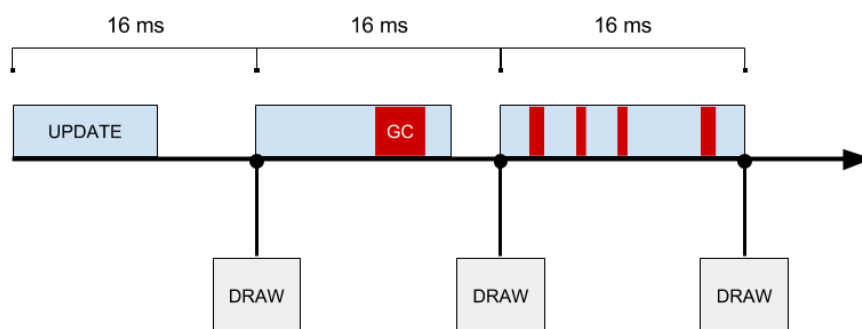 16 ms
16 ms
16 ms
UPDATE
GC
DRAW
DRAW
DRAW